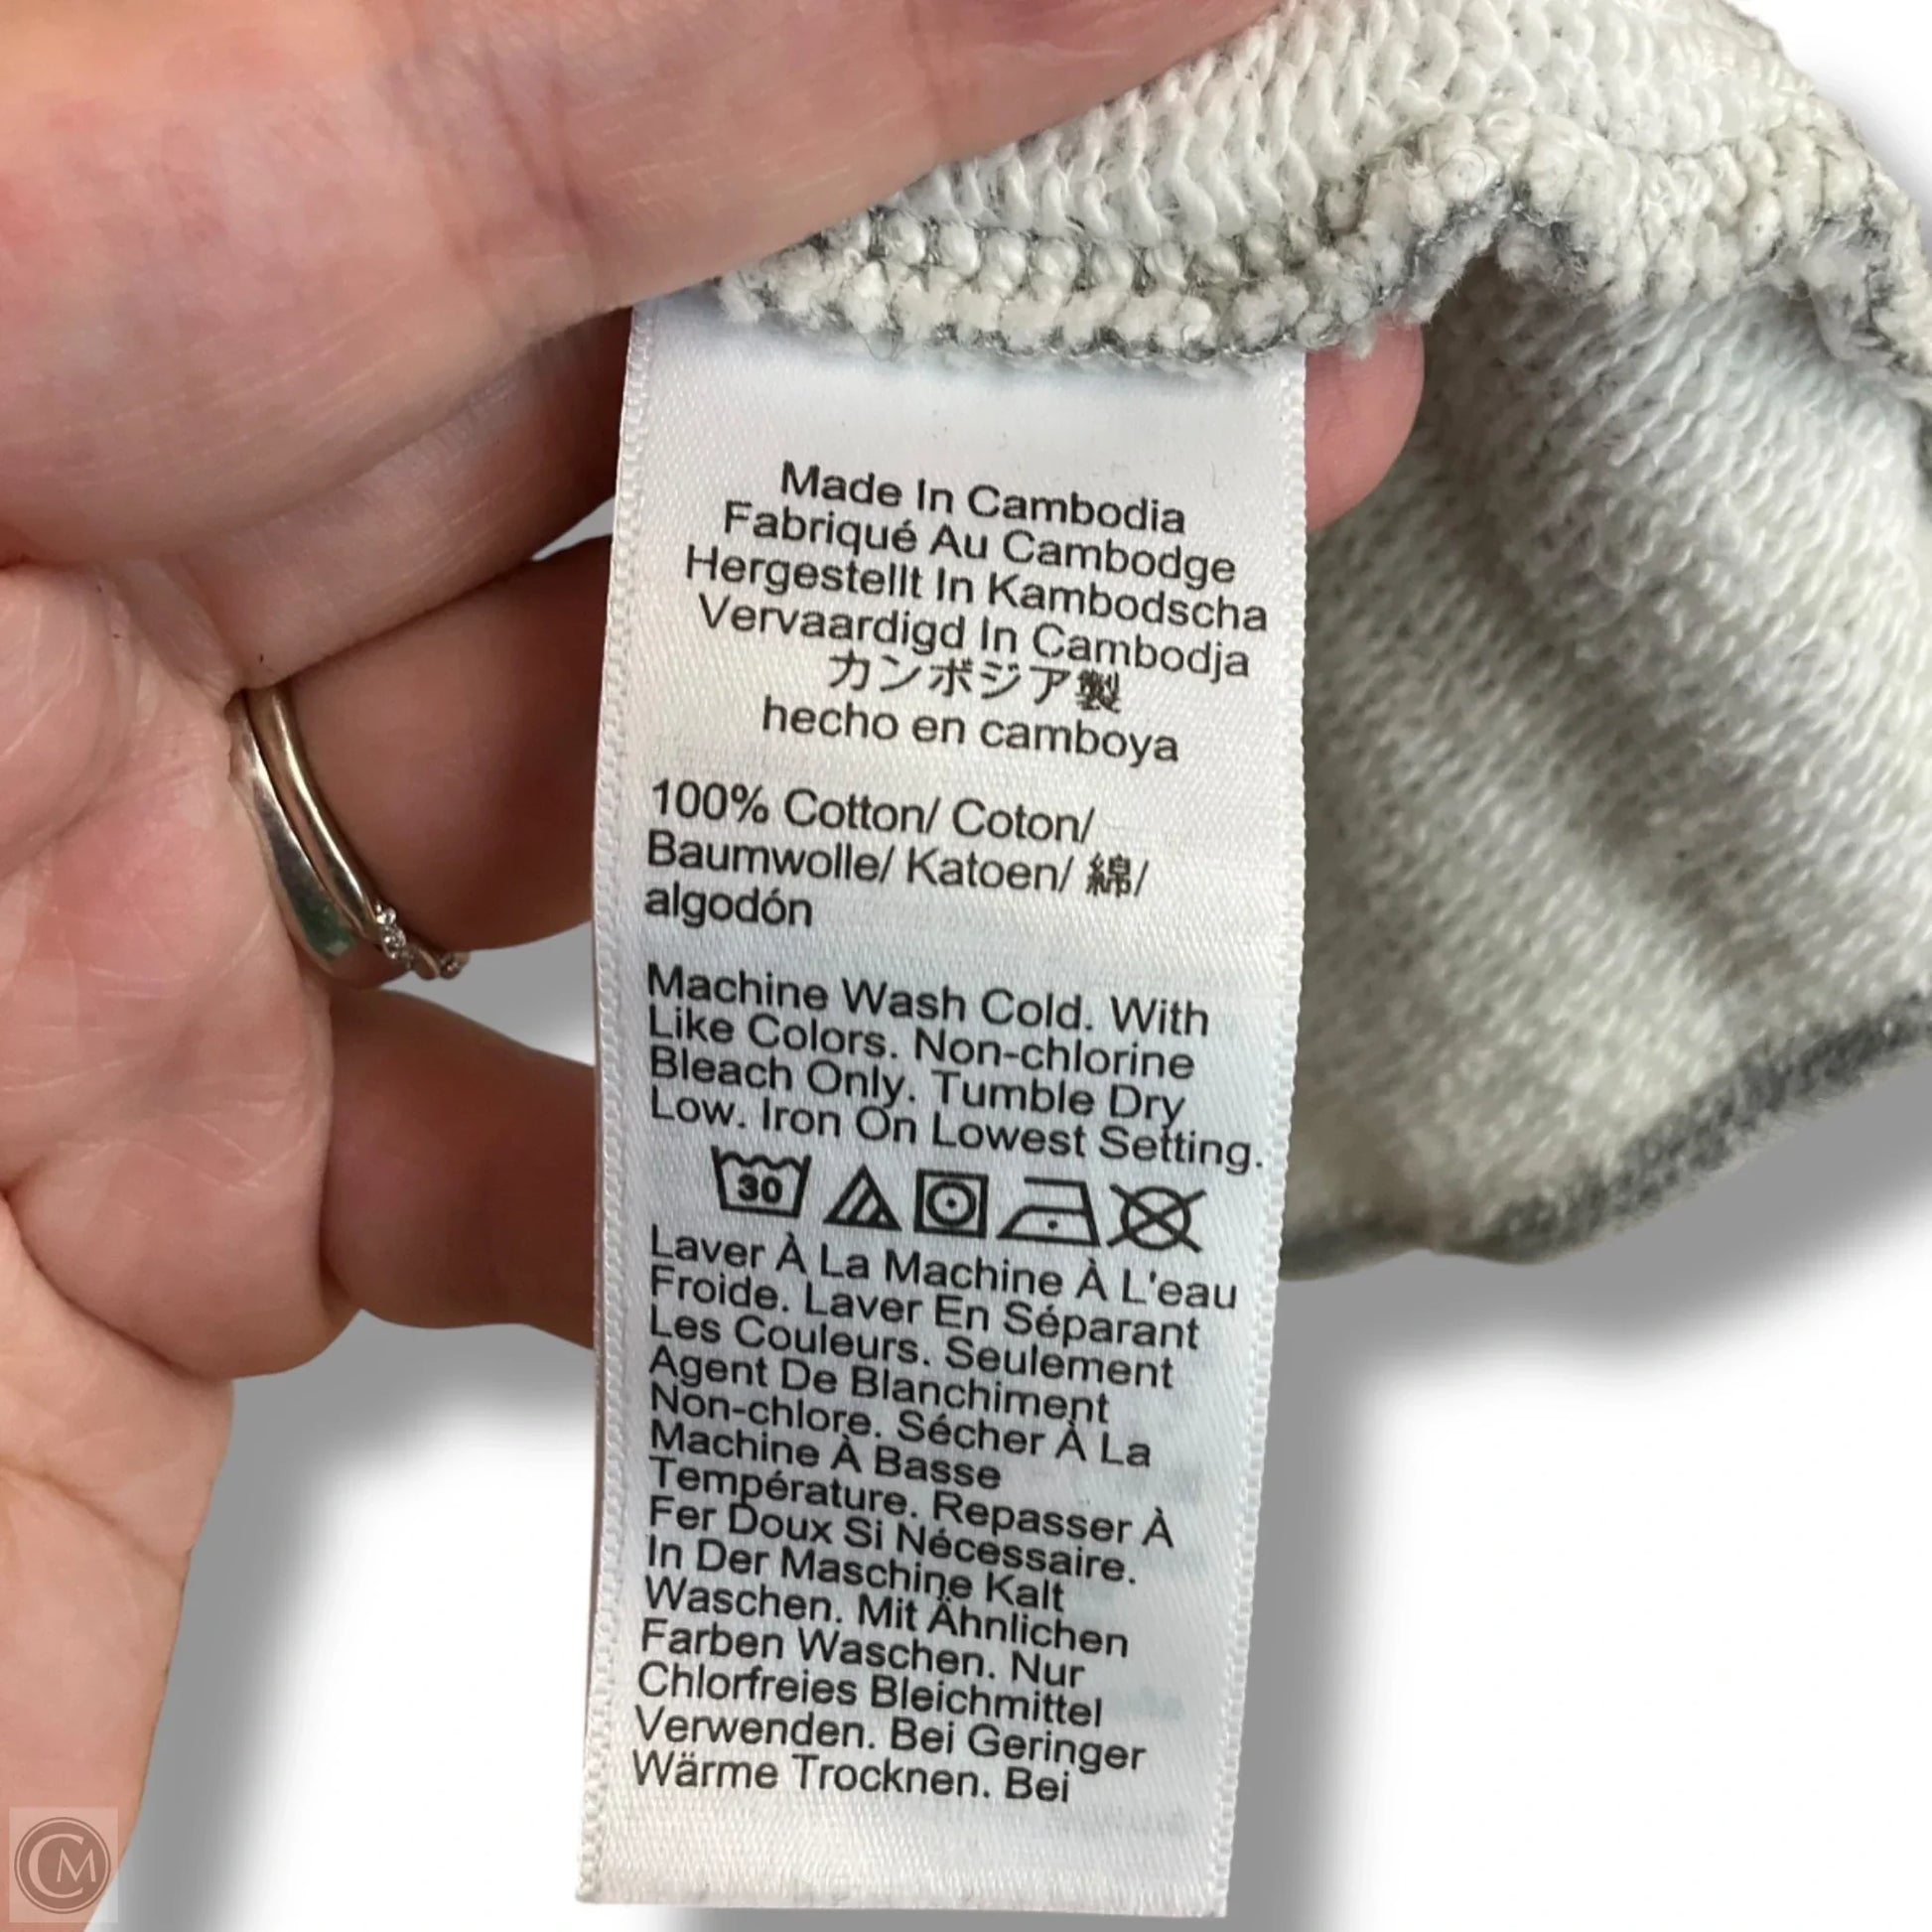 Made In Cambodia
Fabriqué Au Cambodge
Hergestellt In Kambodscha
Vervaardigd In Cambodja
カンボジア製
hecho en camboya
100% Cotton/ Coton/
Baumwolle/ Katoen/ 綿/
algodón
Machine Wash Cold. With
Like Colors. Non-chlorine
Bleach Only. Tumble Dry
Low. Iron On Lowest Setting.
30
Laver À La Machine À L'eau
Froide. Laver En Séparant
Les Couleurs. Seulement
Agent De Blanchiment
Non-chlore. Sécher À La
Machine À Basse
Température. Repasser À
Fer Doux Si Nécessaire.
In Der Maschine Kalt
Waschen. Mit Ähnlichen
Farben Waschen. Nur
Chlorfreies Bleichmittel
Verwenden. Bei Geringer
Wärme Trocknen. Bei
CM